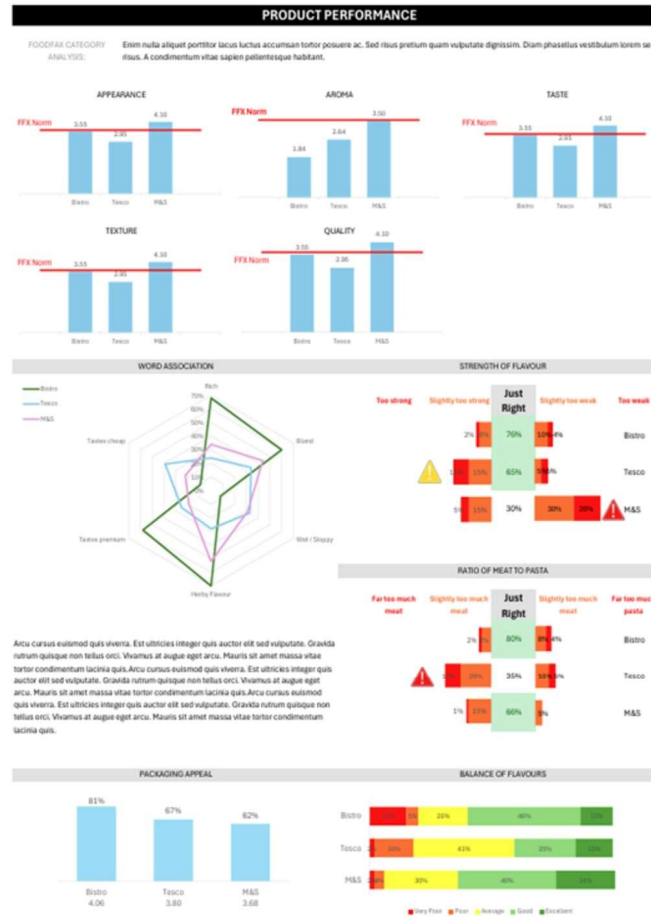 PRODUCT PERFORMANCE
FOODFAX CATEGORY ANALYSIS:
Enim nulla aliquet porttitor lacus luctus accumsan tortor posuere ac. Sed risus pretium quam vulputate dignissim. Diam phasellus vestibulum lorem se
risus. A condimentum vitae sapien pellentesque habitant.
APPEARANCE
FFX Norm
3.55
2.95
4.10
Bistro Tesco M&S
AROMA
FFX Norm
1.84
2.64
3.50
Bistro Tesco M&S
TASTE
FFX Norm
3.55
2.95
4.10
Bistro Tesco M&S
TEXTURE
FFX Norm
3.55
2.95
4.10
Bistro Tesco M&S
QUALITY
FFX Norm
3.55
2.95
4.10
Bistro Tesco M&S
WORD ASSOCIATION
Bistro
Tesco
M&S
Rich
Bland
Wet / Sloppy
Herby Flavour
Tastes premium
Tastes cheap
70%
60%
50%
40%
30%
20%
10%
0%
STRENGTH OF FLAVOUR
Too strong Slightly too strong Just Right Slightly too weak Too weak
2% 76% 10% 4% Bistro
15% 65% Tesco
5% 15% 30% 30% 20% M&S
RATIO OF MEAT TO PASTA
Far too much meat Slightly too much meat Just Right Slightly too much meat Far too much pasta
2% 80% 8% 4% Bistro
20% 35% 10% Tesco
1% 15% 66% 5% M&S
Arcu cursus euismod quis viverra. Est ultricies integer quis auctor elit sed vulputate. Gravida
rutrum quisque non tellus orci. Vivamus at augue eget arcu. Mauris sit amet massa vitae
tortor condimentum lacinia quis.Arcu cursus euismod quis viverra. Est ultricies integer quis
auctor elit sed vulputate. Gravida rutrum quisque non tellus orci. Vivamus at augue eget
arcu. Mauris sit amet massa vitae tortor condimentum lacinia quis.Arcu cursus euismod
quis viverra. Est ultricies integer quis auctor elit sed vulputate. Gravida rutrum quisque non
tellus orci. Vivamus at augue eget arcu. Mauris sit amet massa vitae tortor condimentum
lacinia quis.
PACKAGING APPEAL
81% 67% 62%
Bistro Tesco M&S
4.06 3.80 3.68
BALANCE OF FLAVOURS
Bistro 5% 20%
Tesco 41%
M&S 30%
Very Poor Poor Average Good Excellent